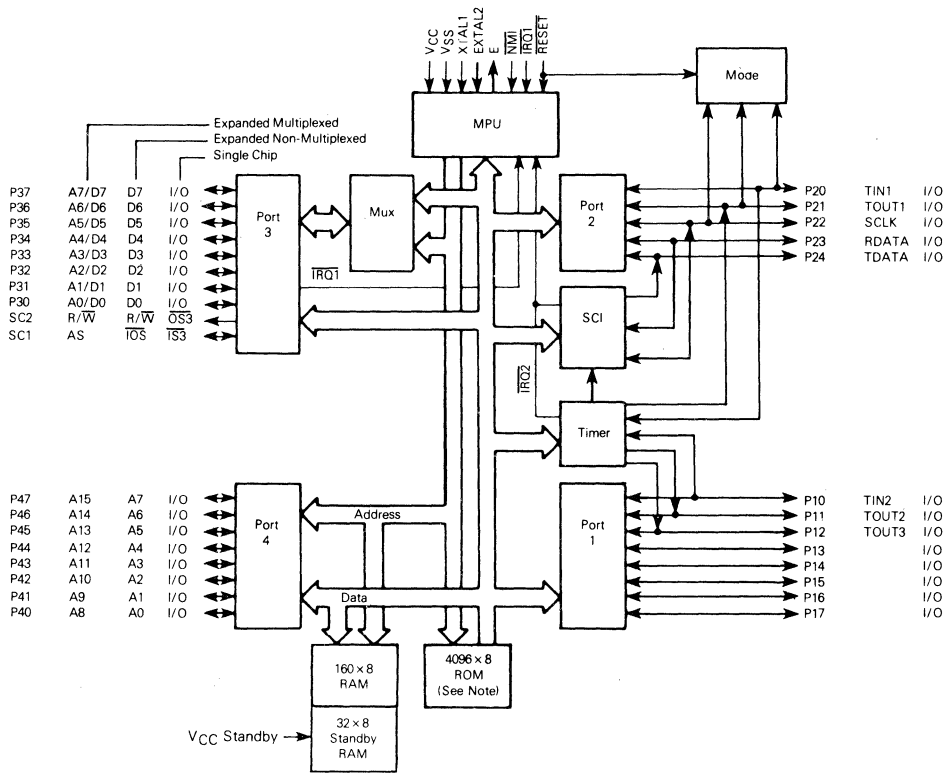 VCC
VSS
XTAL1
EXTAL2
E
NMI
IRQ1
RESET
Mode
MPU
Expanded Multiplexed
Expanded Non-Multiplexed
Single Chip
P37 A7/D7 D7 I/O
P36 A6/D6 D6 I/O
P35 A5/D5 D5 I/O
P34 A4/D4 D4 I/O
P33 A3/D3 D3 I/O
P32 A2/D2 D2 I/O
P31 A1/D1 D1 I/O
P30 A0/D0 D0 I/O
SC2 R/W R/W OS3
SC1 AS IOS IS3
Port
3
Mux
IRQ1
Port
2
P20 TIN1 I/O
P21 TOUT1 I/O
P22 SCLK I/O
P23 RDATA I/O
P24 TDATA I/O
SCI
IRQ2
Timer
P47 A15 A7 I/O
P46 A14 A6 I/O
P45 A13 A5 I/O
P44 A12 A4 I/O
P43 A11 A3 I/O
P42 A10 A2 I/O
P41 A9 A1 I/O
P40 A8 A0 I/O
Port
4
Address
Data
Port
1
P10 TIN2 I/O
P11 TOUT2 I/O
P12 TOUT3 I/O
P13 I/O
P14 I/O
P15 I/O
P16 I/O
P17 I/O
160 × 8
RAM
32 × 8
Standby
RAM
4096 × 8
ROM
(See Note)
VCC Standby